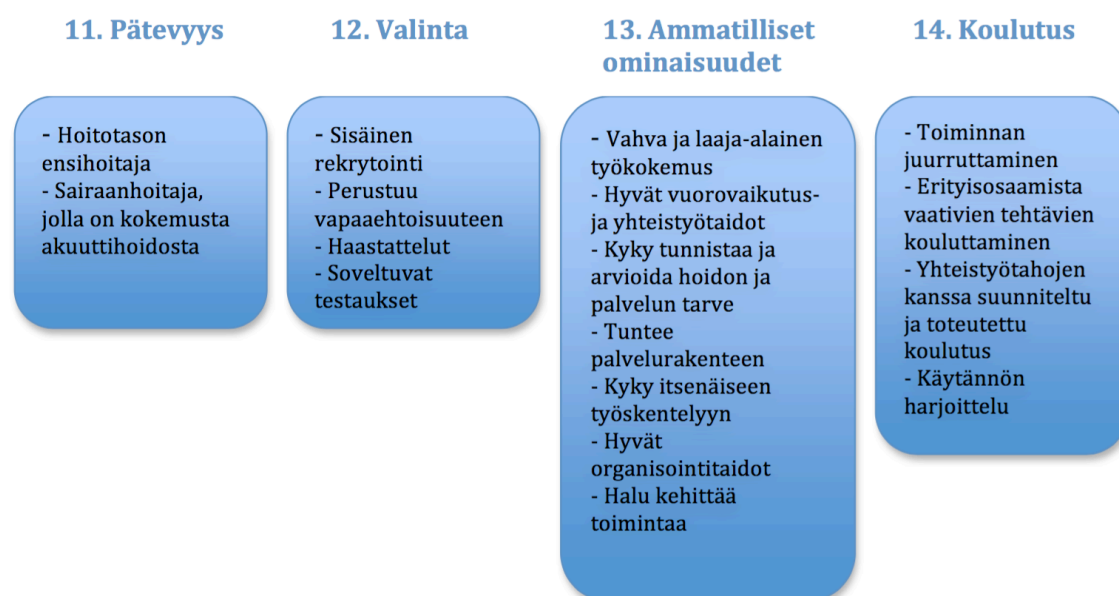 11. Pätevyys
- Hoitotason
ensihoitaja
- Sairaanhoitaja,
jolla on kokemusta
akuuttihoidosta
12. Valinta
- Sisäinen
rekrytointi
- Perustuu
vapaaehtoisuuteen
- Haastattelut
- Soveltuvat
testaukset
13. Ammatilliset
ominaisuudet
- Vahva ja laaja-alainen
työkokemus
- Hyvät vuorovaikutus-
ja yhteistyötaidot
- Kyky tunnistaa ja
arvioida hoidon ja
palvelun tarve
- Tuntee
palvelurakenteen
- Kyky itsenäiseen
työskentelyyn
- Hyvät
organisointitaidot
- Halu kehittää
toimintaa
14. Koulutus
- Toiminnan
juurruttaminen
- Erityisosaamista
vaativien tehtävien
kouluttaminen
- Yhteistyötahojen
kanssa suunniteltu
ja toteutettu
koulutus
- Käytännön
harjoittelu